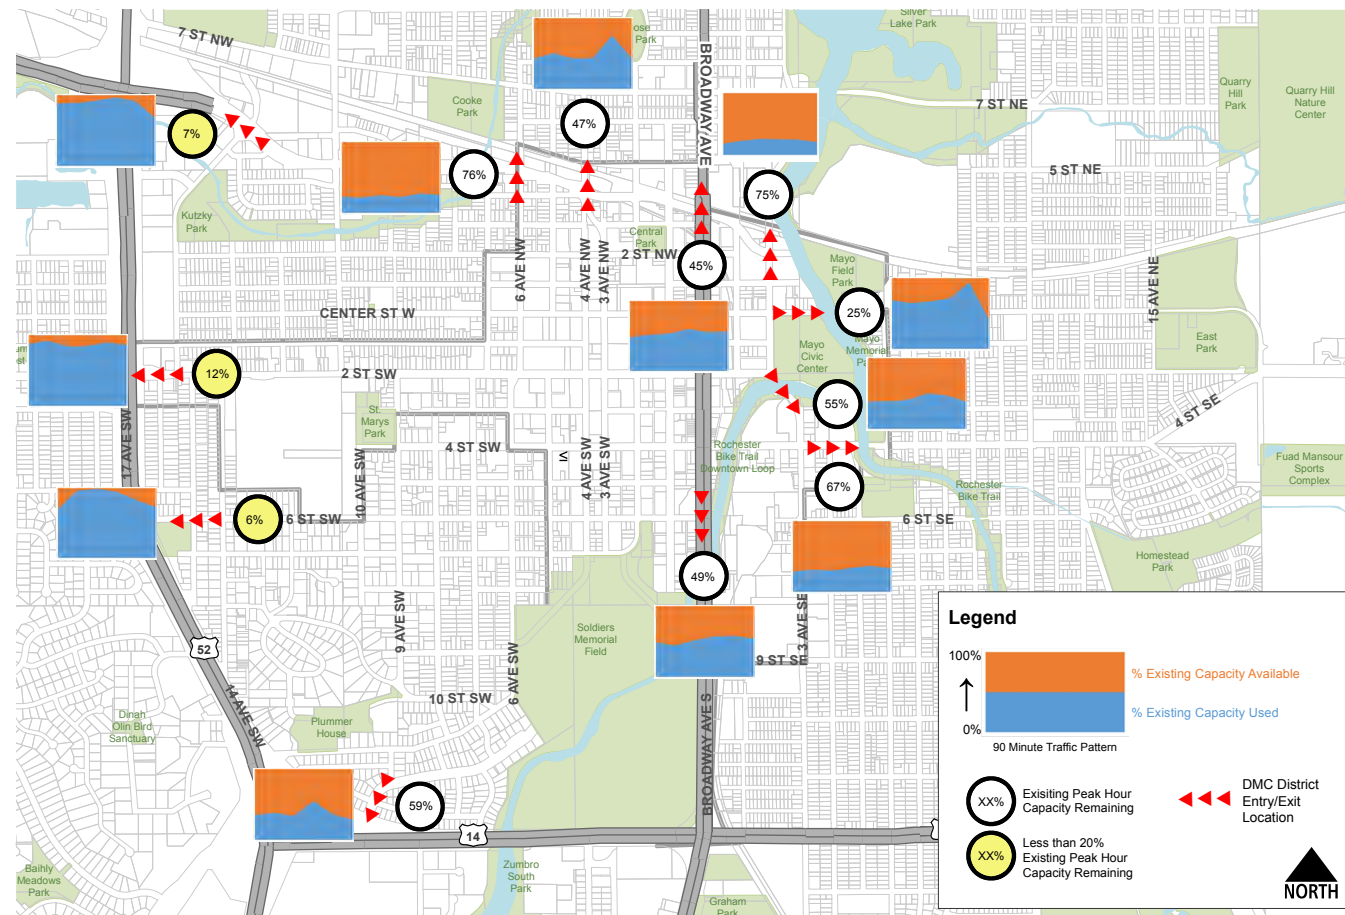 7 ST NW
Silver
Lake Park
ose
Park
BROADWAY AVE
Cooke
Park
47%
7%
76%
75%
7 ST NE
5 ST NE
Quarry
Hill
Park
Quarry Hill
Nature
Center
Kutzky
Park
Central
Park
2 ST NW
45%
6 AVE NW
4 AVE NW
3 AVE NW
Mayo
Field
Park
25%
15 AVE NE
CENTER ST W
Mayo
Civic
Center
Mayo
Memorial
Pa
East
Park
12%
2 ST SW
St.
Marys
Park
55%
4 ST SE
17 AVE SW
10 AVE SW
4 ST SW
4 AVE SW
3 AVE SW
Rochester
Bike Trail
Downtown Loop
67%
Rochester
Bike Trail
Fuad Mansour
Sports
Complex
6%
6 ST SW
6 ST SE
49%
Homestead
Park
52
14 AVE SW
9 AVE SW
6 AVE SW
Soldiers
Memorial
Field
3 AVE SE
9 ST SE
10 ST SW
Dinah
Olin Bird
Sanctuary
Plummer
House
BROADWAY AVE S
59%
14
Baihly
Meadows
Park
Zumbro
South
Park
Graham
Park
Legend
100%
0%
% Existing Capacity Available
% Existing Capacity Used
90 Minute Traffic Pattern
XX%
Exisiting Peak Hour
Capacity Remaining
XX%
Less than 20%
Existing Peak Hour
Capacity Remaining
DMC District
Entry/Exit
Location
NORTH